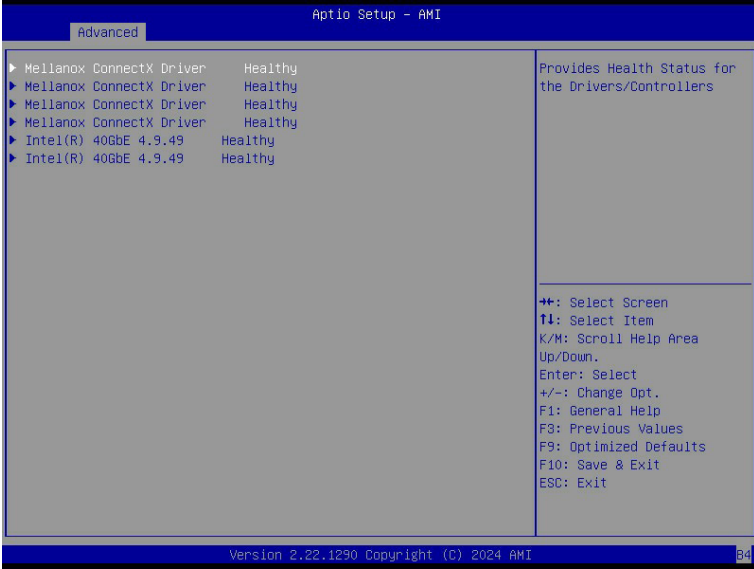 Aptio Setup – AMI
Advanced
Mellanox ConnectX Driver Healthy
Mellanox ConnectX Driver Healthy
Mellanox ConnectX Driver Healthy
Mellanox ConnectX Driver Healthy
Intel(R) 40GbE 4.9.49 Healthy
Intel(R) 40GbE 4.9.49 Healthy
Provides Health Status for
the Drivers/Controllers
→←: Select Screen
↑↓: Select Item
K/M: Scroll Help Area
Up/Down.
Enter: Select
+/-: Change Opt.
F1: General Help
F3: Previous Values
F9: Optimized Defaults
F10: Save & Exit
ESC: Exit
Version 2.22.1290 Copyright (C) 2024 AMI
B4